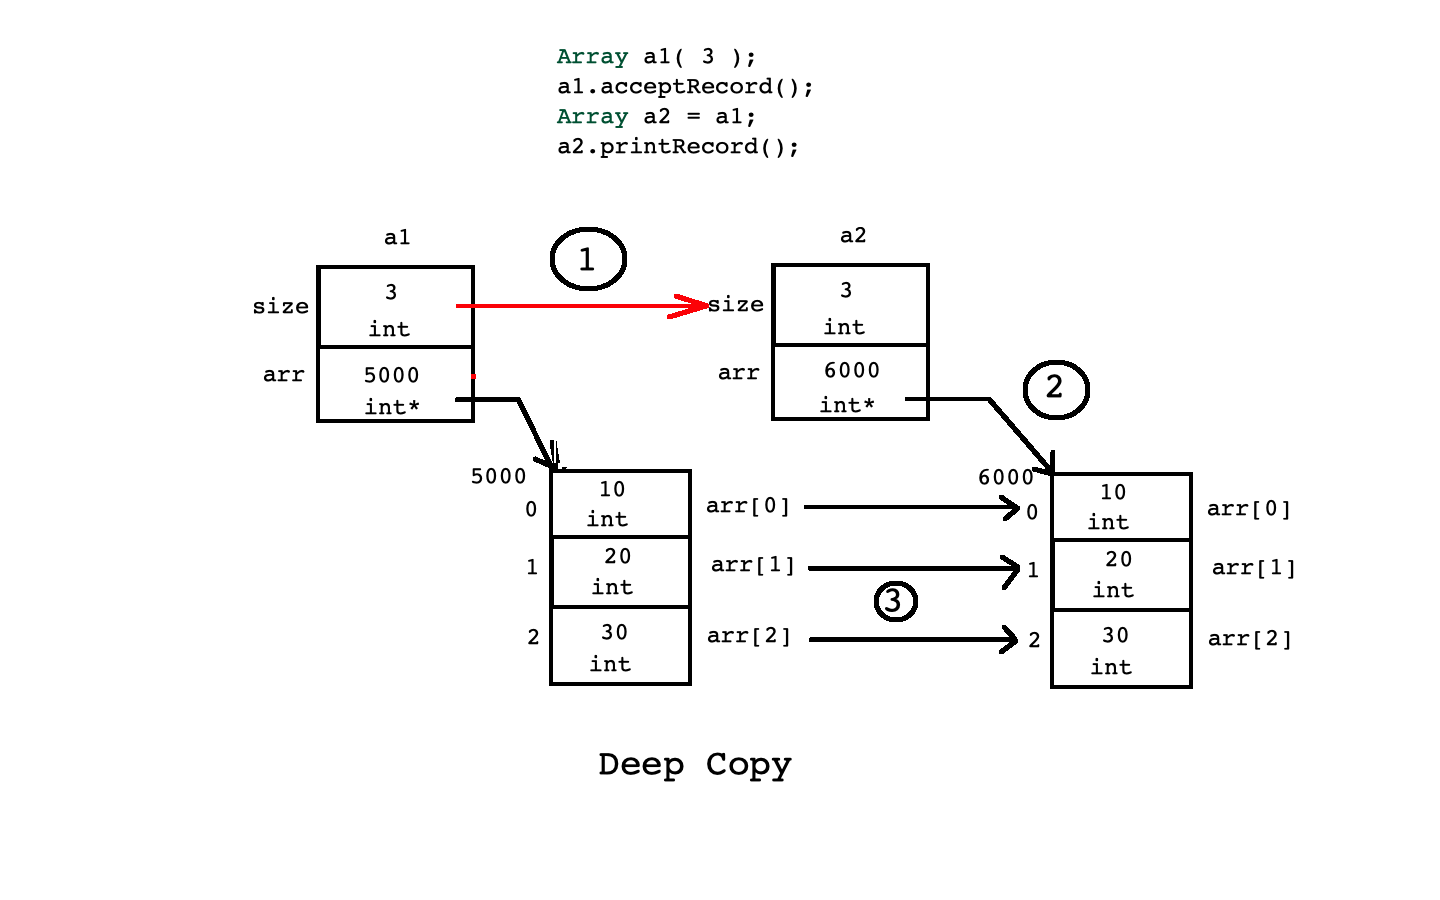 Array a1( 3 );
a1.acceptRecord();
Array a2 = a1;
a2.printRecord();
a1
1
a2
size
3
int
size
3
int
arr
5000
int*
arr
6000
int*
2
5000
6000
0
10
int
arr[0]
0
10
int
arr[0]
1
20
int
arr[1]
1
20
int
arr[1]
3
2
30
int
arr[2]
2
30
int
arr[2]
Deep Copy